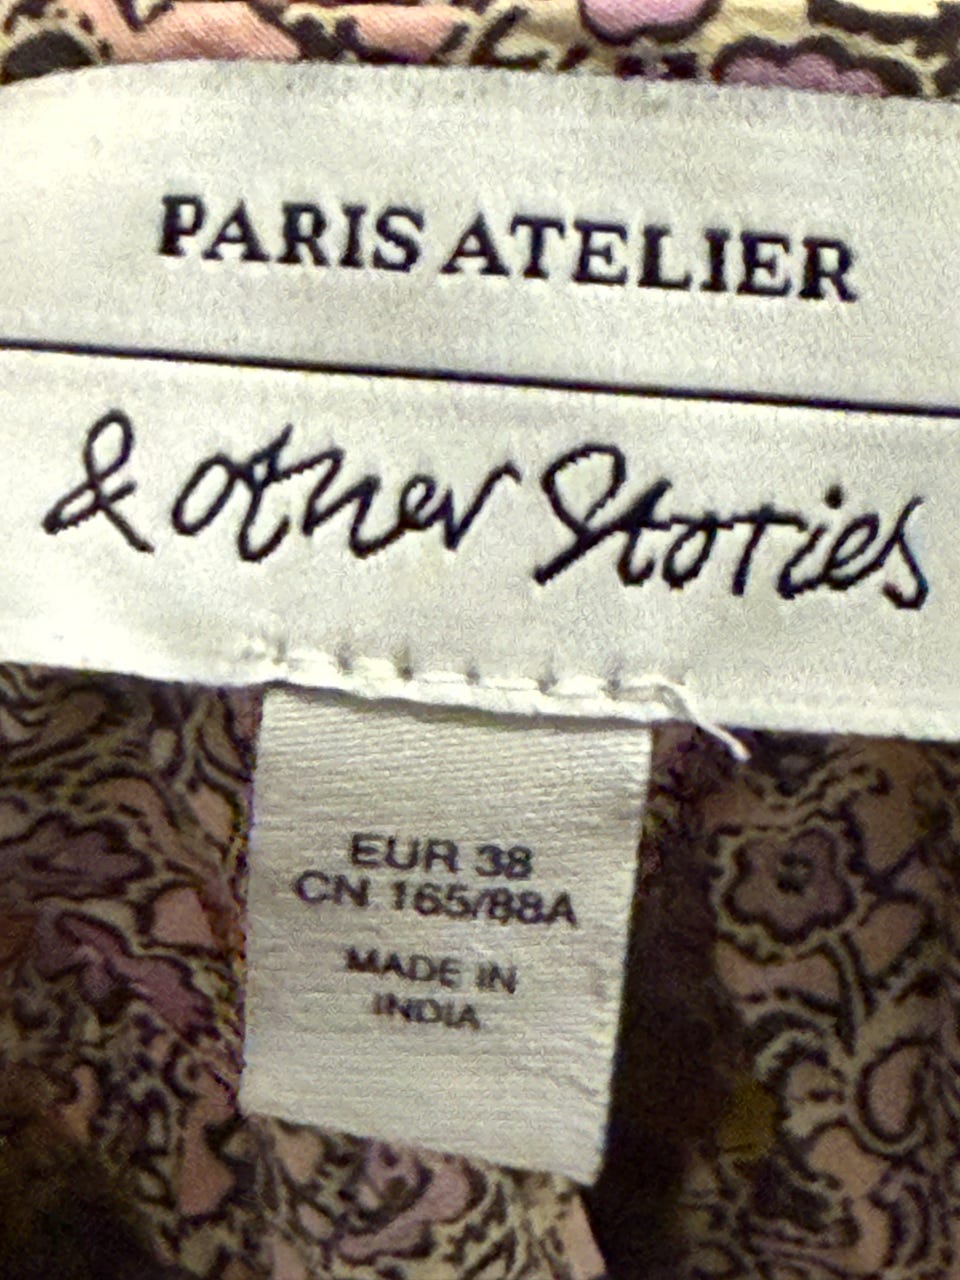 PARIS ATELIER
& other Stories
EUR 38
CN 165/88A
MADE IN
INDIA